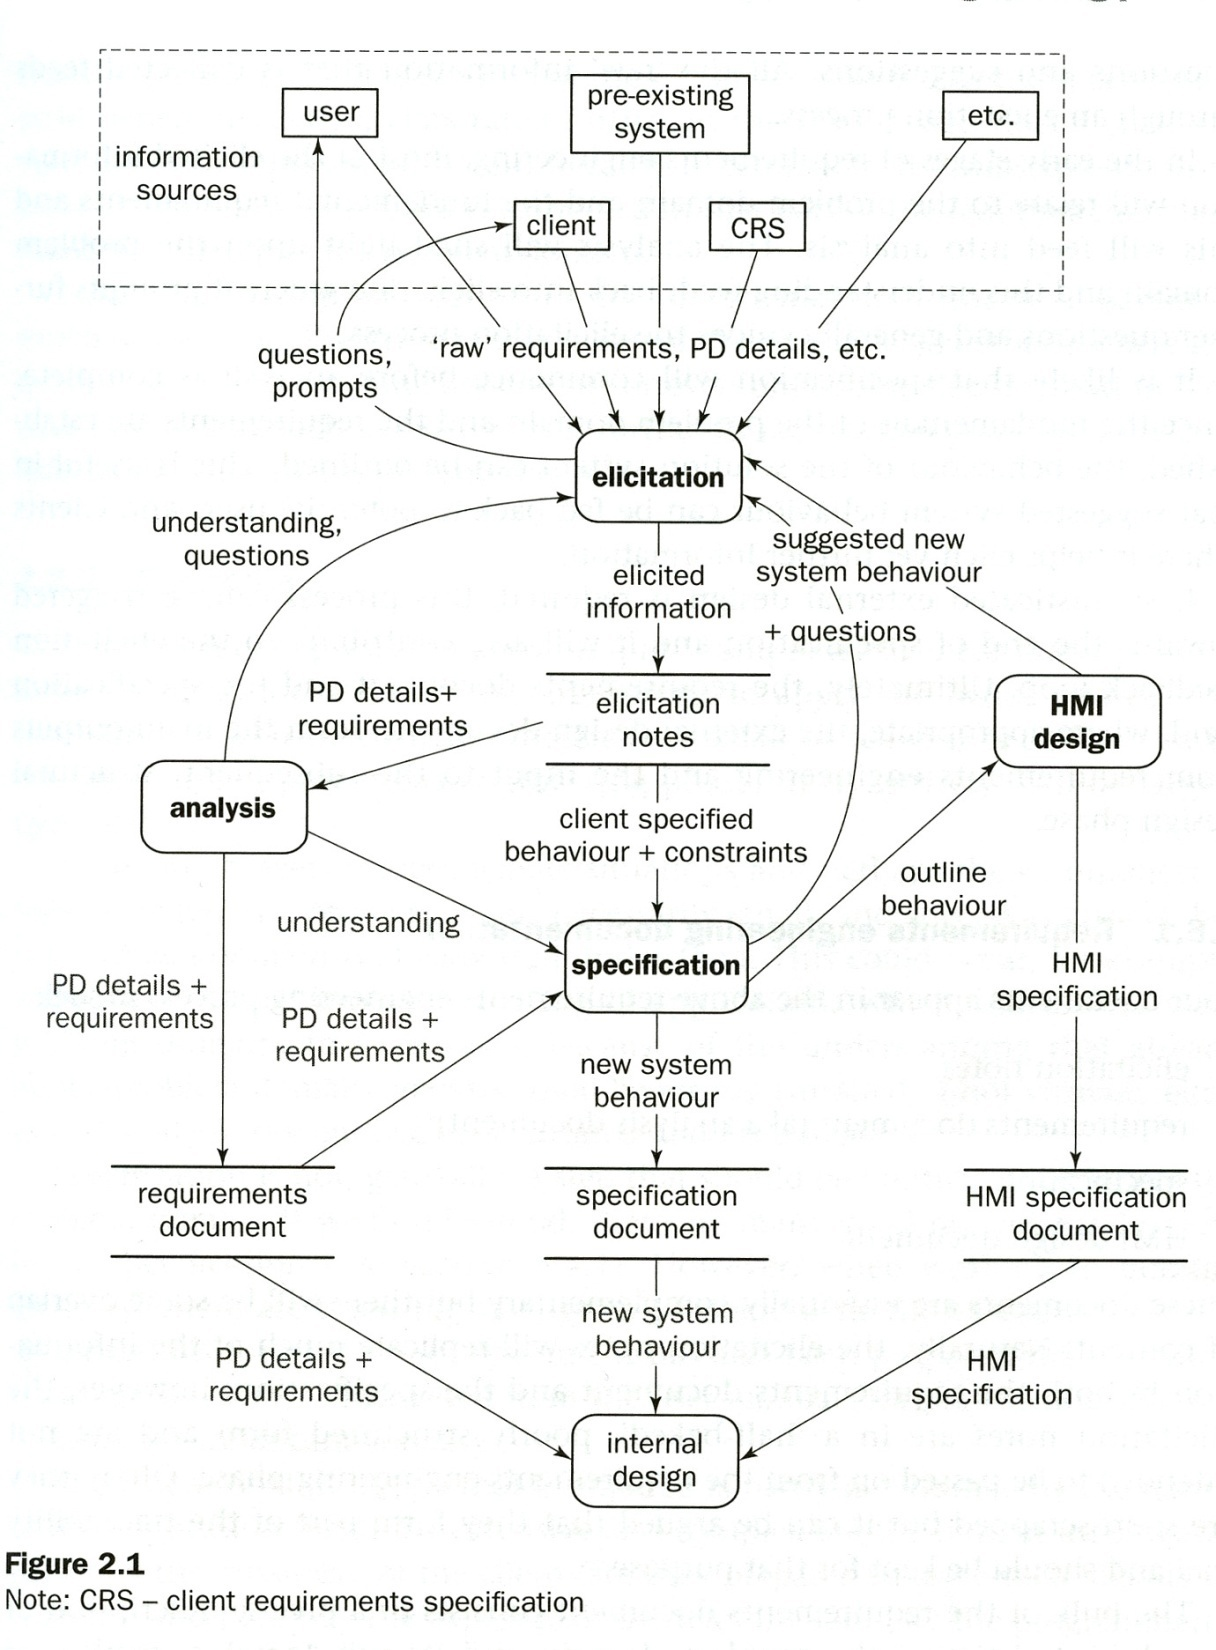 user
pre-existing
system
etc.
information
sources
client
CRS
questions,
prompts
'raw' requirements, PD details, etc.
elicitation
understanding,
questions
suggested new
system behaviour
+ questions
elicited
information
PD details+
requirements
elicitation
notes
HMI
design
analysis
client specified
behaviour + constraints
outline
behaviour
understanding
specification
HMI
specification
PD details +
requirements
PD details +
requirements
new system
behaviour
requirements
document
specification
document
HMI specification
document
new system
behaviour
PD details +
requirements
HMI
specification
internal
design
Figure 2.1
Note: CRS – client requirements specification